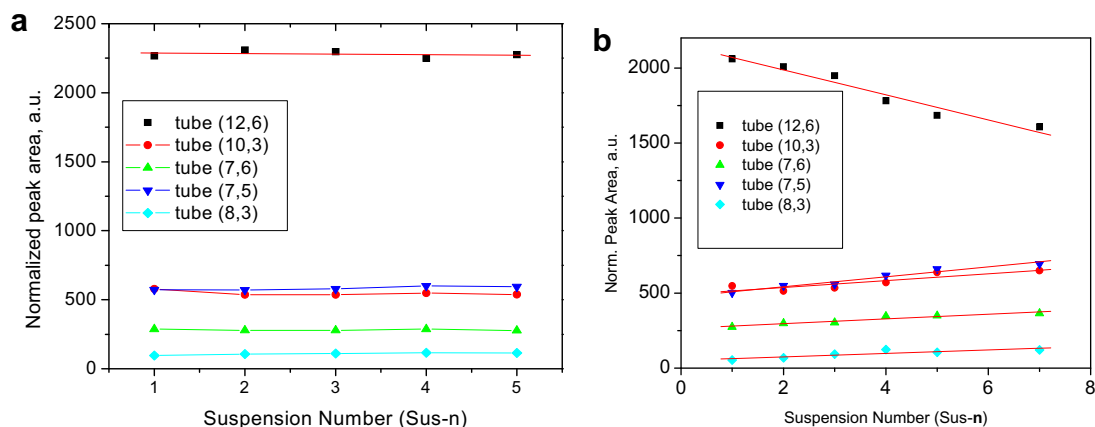 a
Normalized peak area, a.u.
2500
2000
1500
1000
500
0
tube (12,6)
tube (10,3)
tube (7,6)
tube (7,5)
tube (8,3)
1 2 3 4 5
Suspension Number (Sus-n)
b
Norm. Peak Area, a.u.
2000
1500
1000
500
0
tube (12,6)
tube (10,3)
tube (7,6)
tube (7,5)
tube (8,3)
0 2 4 6 8
Suspension Number (Sus-n)